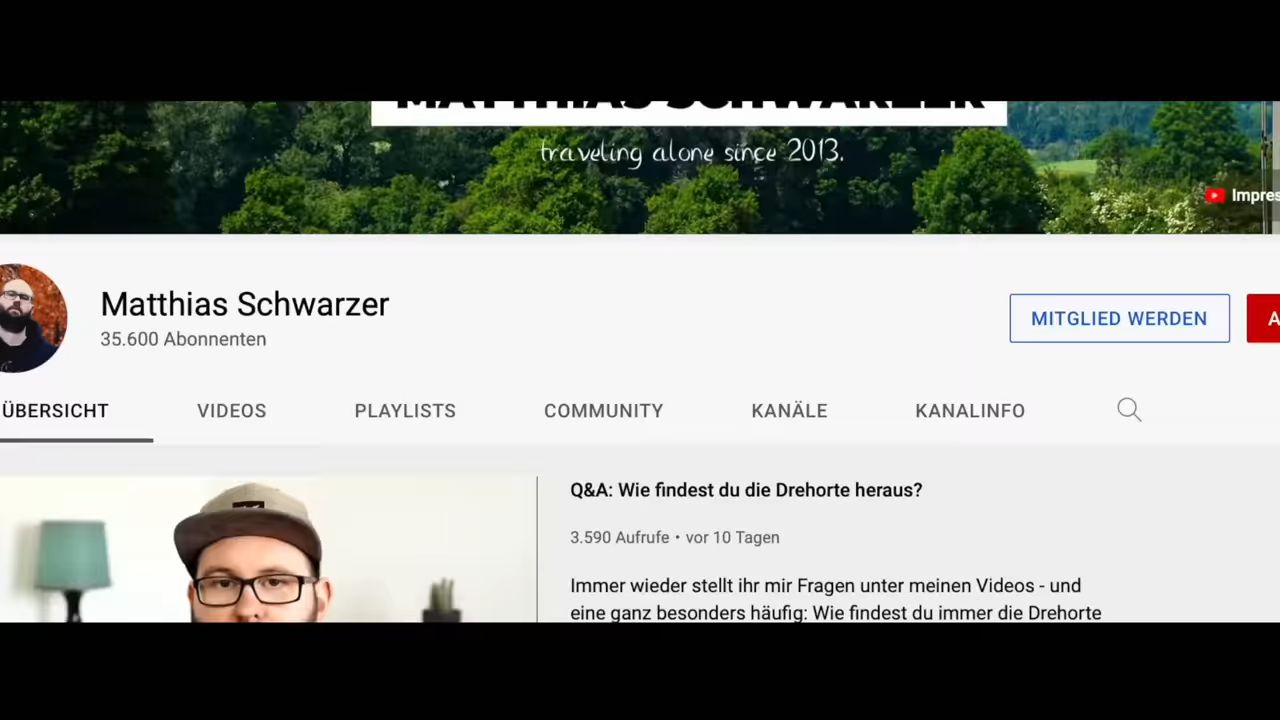 MATTHIAS SCHWARZER
traveling alone since 2013.
Impres
Matthias Schwarzer
35.600 Abonnenten
MITGLIED WERDEN
A
ÜBERSICHT
VIDEOS
PLAYLISTS
COMMUNITY
KANÄLE
KANALINFO
Q&A: Wie findest du die Drehorte heraus?
3.590 Aufrufe • vor 10 Tagen
Immer wieder stellt ihr mir Fragen unter meinen Videos - und
eine ganz besonders häufig: Wie findest du immer die Drehorte